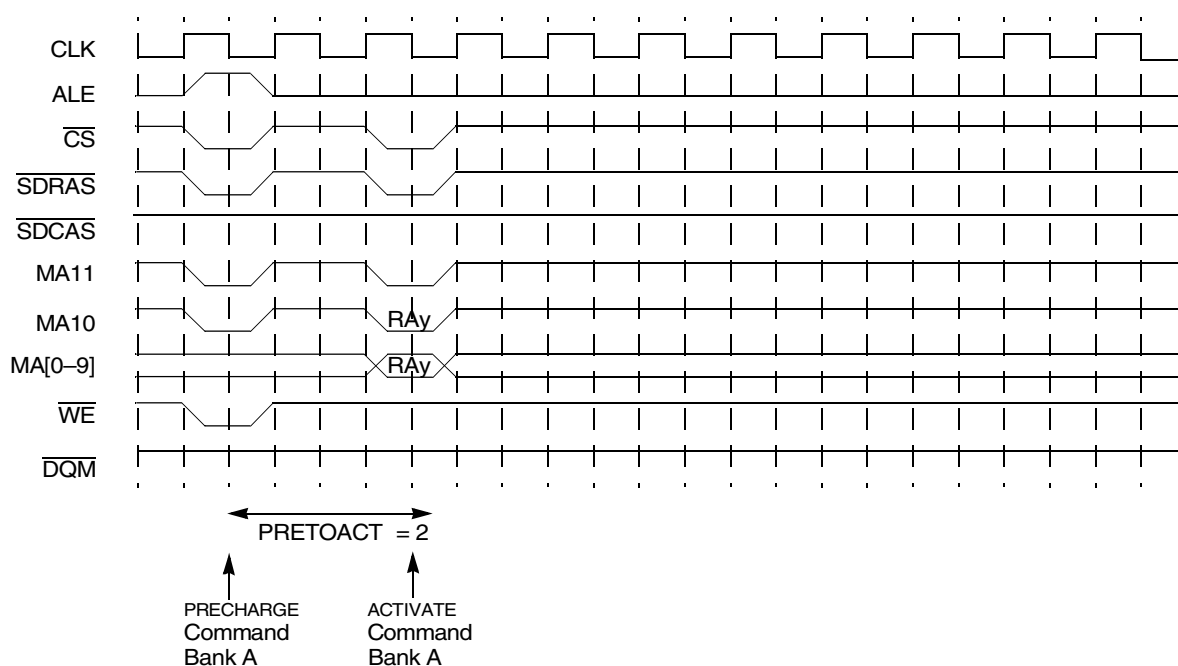 CLK
ALE
CS
SDRAS
SDCAS
MA11
MA10
RAy
MA[0–9]
RAy
WE
DQM
PRETOACT = 2
PRECHARGE
Command
Bank A
ACTIVATE
Command
Bank A